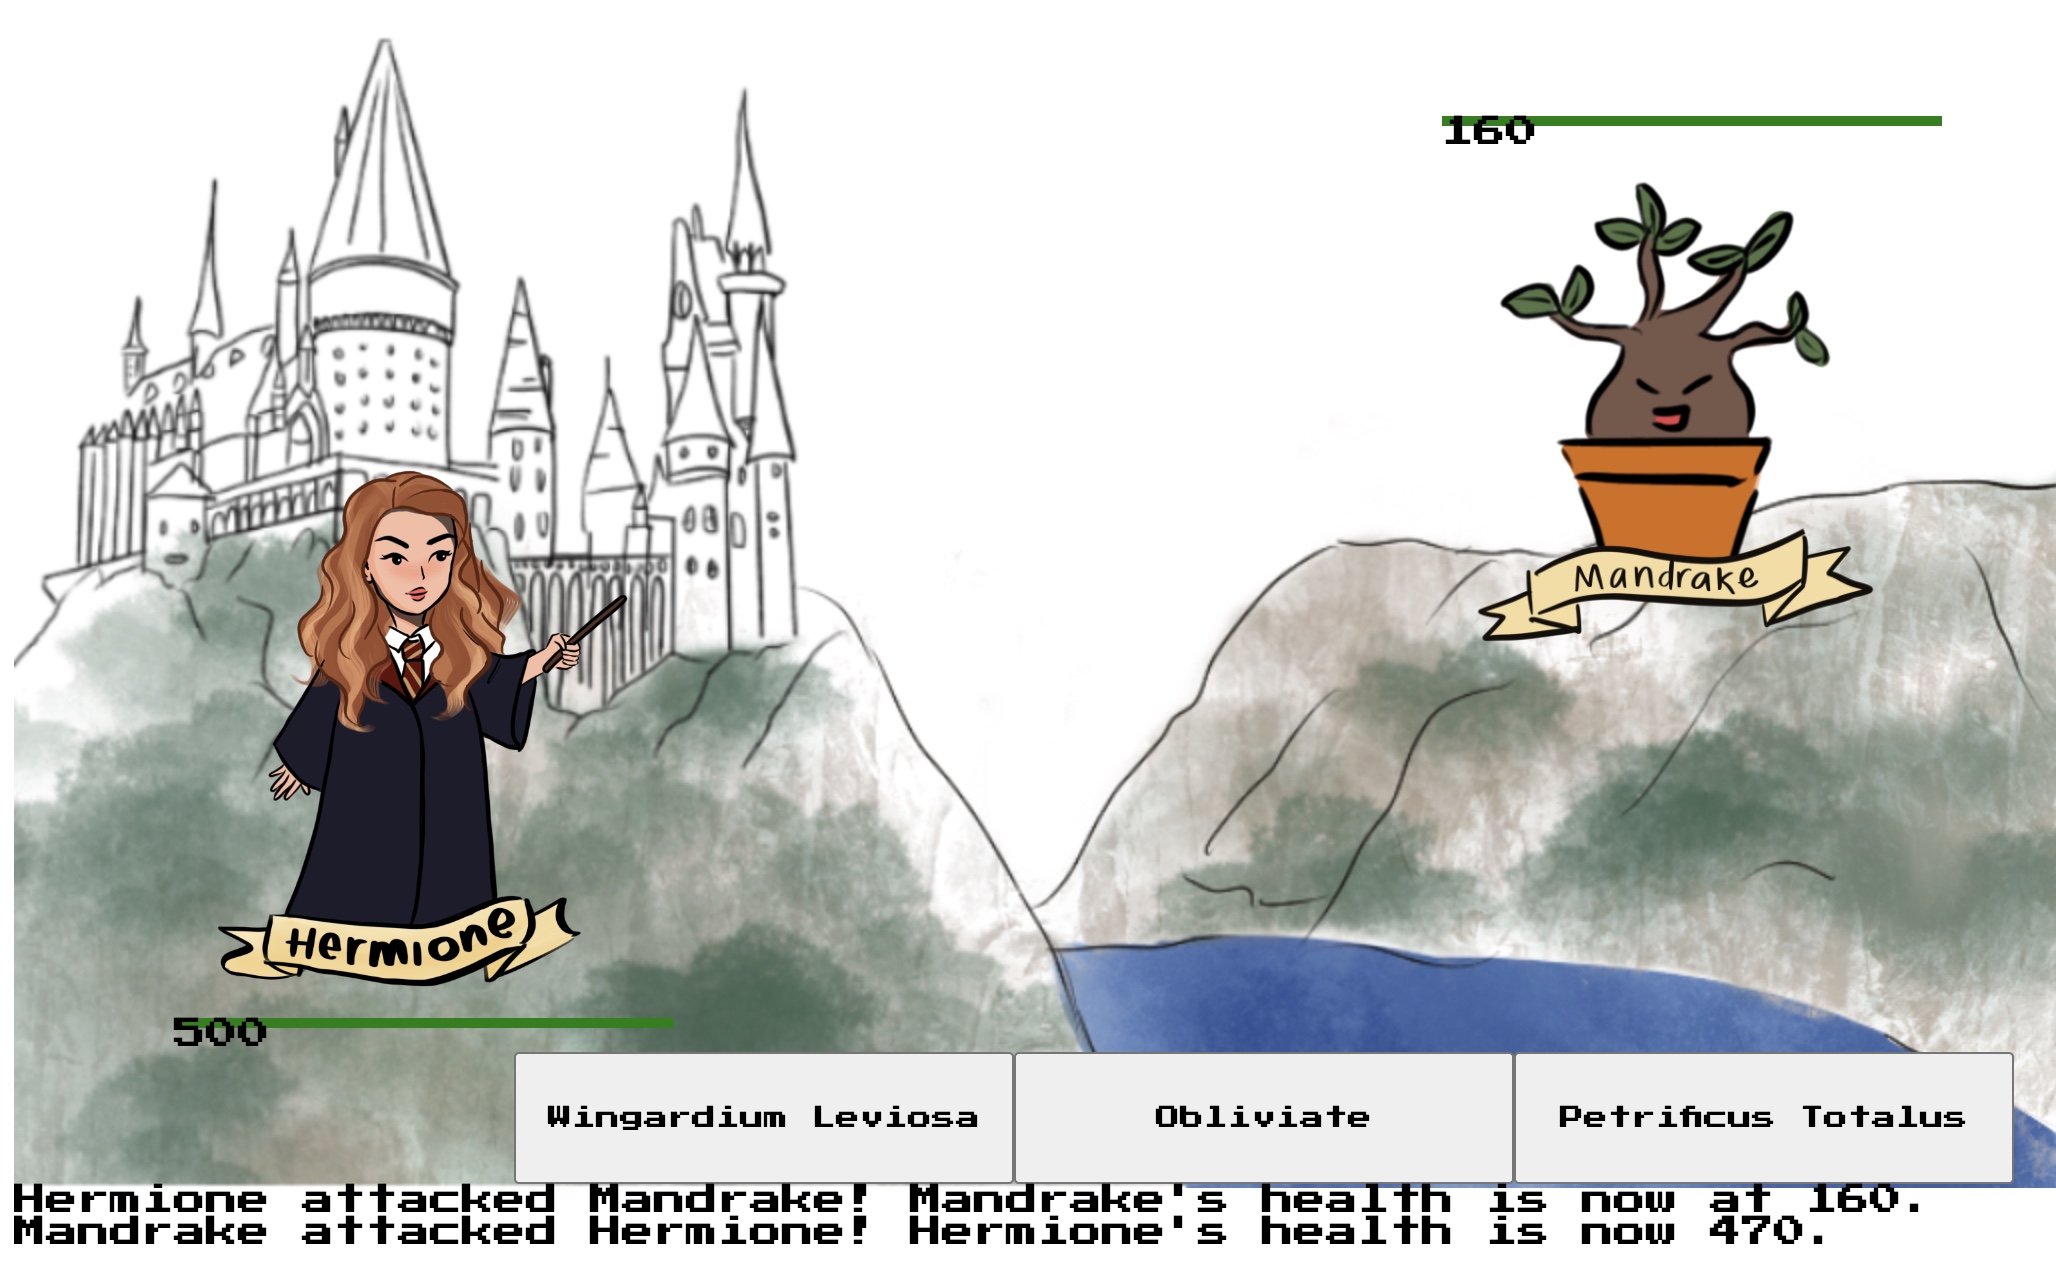 160
Mandrake
Hermione
500
Wingardium Leviosa
Obliviate
Petrificus Totalus
Hermione attacked Mandrake! Mandrake's health is now at 160.
Mandrake attacked Hermione! Hermione's health is now 470.